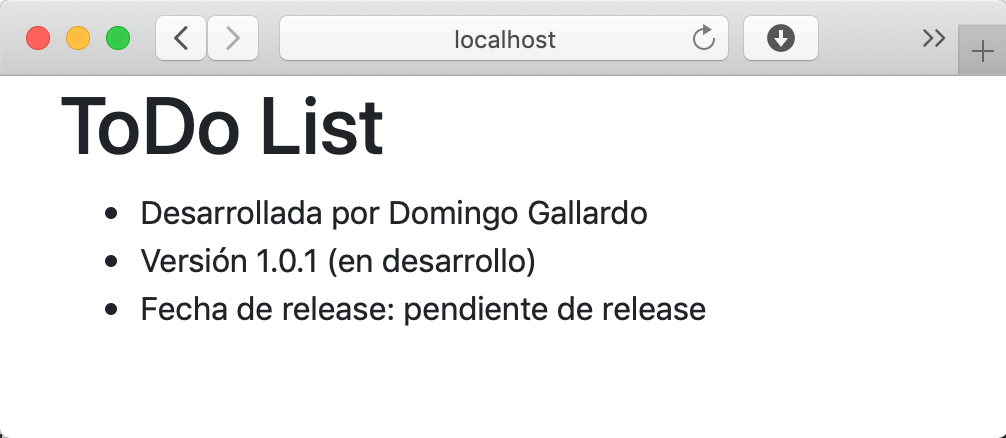 localhost
ToDo List
Desarrollada por Domingo Gallardo
Versión 1.0.1 (en desarrollo)
Fecha de release: pendiente de release